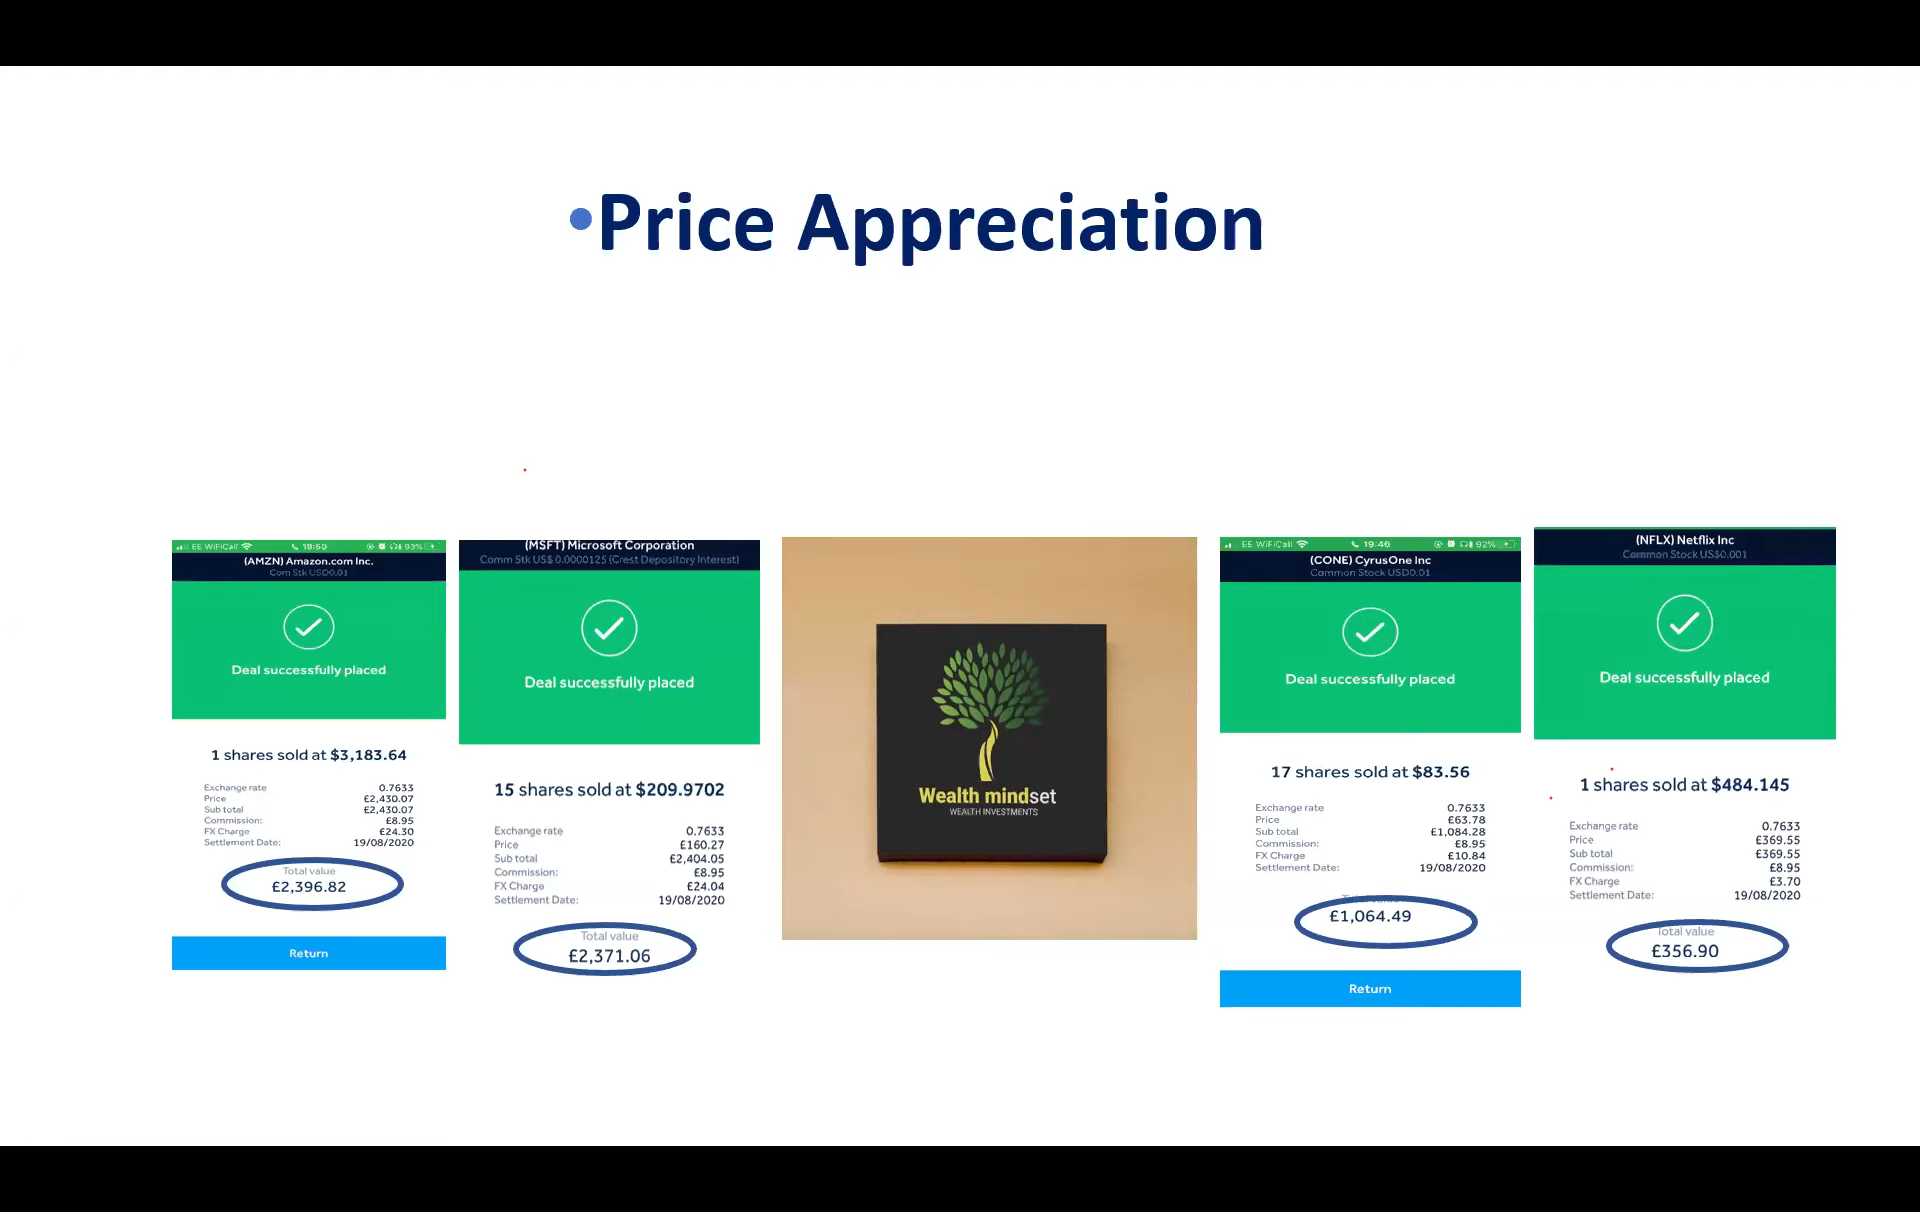 •Price Appreciation
EE WiFiCall 19:50 93%
(AMZN) Amazon.com Inc.
Com Stk USD0.01
Deal successfully placed
1 shares sold at $3,183.64
Exchange rate 0.7633
Price £2,430.07
Sub total £2,430.07
Commission: £8.95
FX Charge £24.30
Settlement Date: 19/08/2020
Total value
£2,396.82
Return
(MSFT) Microsoft Corporation
Comm Stk US$ 0.0000125 (Crest Depository Interest)
Deal successfully placed
15 shares sold at $209.9702
Exchange rate 0.7633
Price £160.27
Sub total £2,404.05
Commission: £8.95
FX Charge £24.04
Settlement Date: 19/08/2020
Total value
£2,371.06
Wealth mindset
WEALTH INVESTMENTS
EE WiFiCall 19:46 92%
(CONE) CyrusOne Inc
Common Stock USD0.01
Deal successfully placed
17 shares sold at $83.56
Exchange rate 0.7633
Price £63.78
Sub total £1,084.28
Commission: £8.95
FX Charge £10.84
Settlement Date: 19/08/2020
£1,064.49
Return
(NFLX) Netflix Inc
Common Stock US$0.001
Deal successfully placed
1 shares sold at $484.145
Exchange rate 0.7633
Price £369.55
Sub total £369.55
Commission: £8.95
FX Charge £3.70
Settlement Date: 19/08/2020
Total value
£356.90